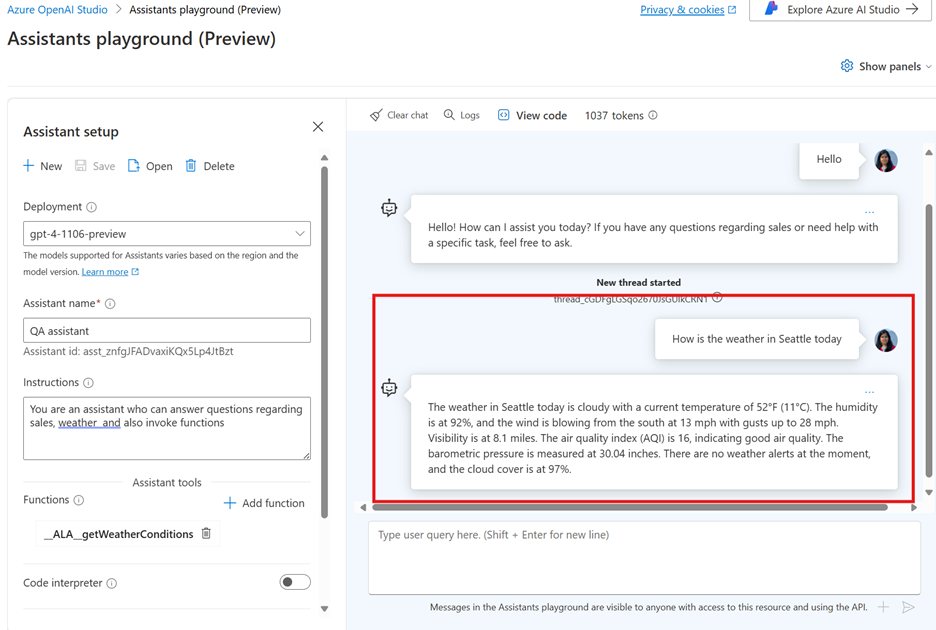 Azure OpenAI Studio > Assistants playground (Preview)
Privacy & cookies
Explore Azure AI Studio
Assistants playground (Preview)
Show panels
Assistant setup
New
Save
Open
Delete
Deployment
gpt-4-1106-preview
The models supported for Assistants varies based on the region and the
model version. Learn more
Assistant name*
QA assistant
Assistant id: asst_znfgJFADvaxiKQx5Lp4JtBzt
Instructions
You are an assistant who can answer questions regarding
sales, weather and also invoke functions
Assistant tools
Functions
Add function
__ALA__getWeatherConditions
Code interpreter
Clear chat
Logs
View code
1037 tokens
Hello
Hello! How can I assist you today? If you have any questions regarding sales or need help with
a specific task, feel free to ask.
New thread started
How is the weather in Seattle today
The weather in Seattle today is cloudy with a current temperature of 52°F (11°C). The humidity
is at 92%, and the wind is blowing from the south at 13 mph with gusts up to 28 mph.
Visibility is at 8.1 miles. The air quality index (AQI) is 16, indicating good air quality. The
barometric pressure is measured at 30.04 inches. There are no weather alerts at the moment,
and the cloud cover is at 97%.
Type user query here. (Shift + Enter for new line)
Messages in the Assistants playground are visible to anyone with access to this resource and using the API.